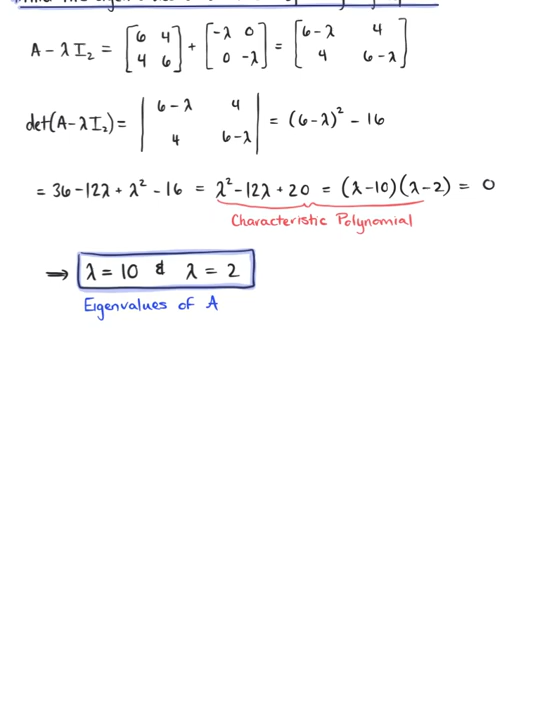 A - λI₂ = [6 4; 4 6] + [-λ 0; 0 -λ] = [6-λ 4; 4 6-λ]
det(A-λI₂) = |6-λ 4; 4 6-λ| = (6-λ)² - 16
= 36-12λ + λ² - 16 = λ²-12λ+20 = (λ-10)(λ-2) = 0
Characteristic Polynomial
→ λ = 10 & λ = 2
Eigenvalues of A